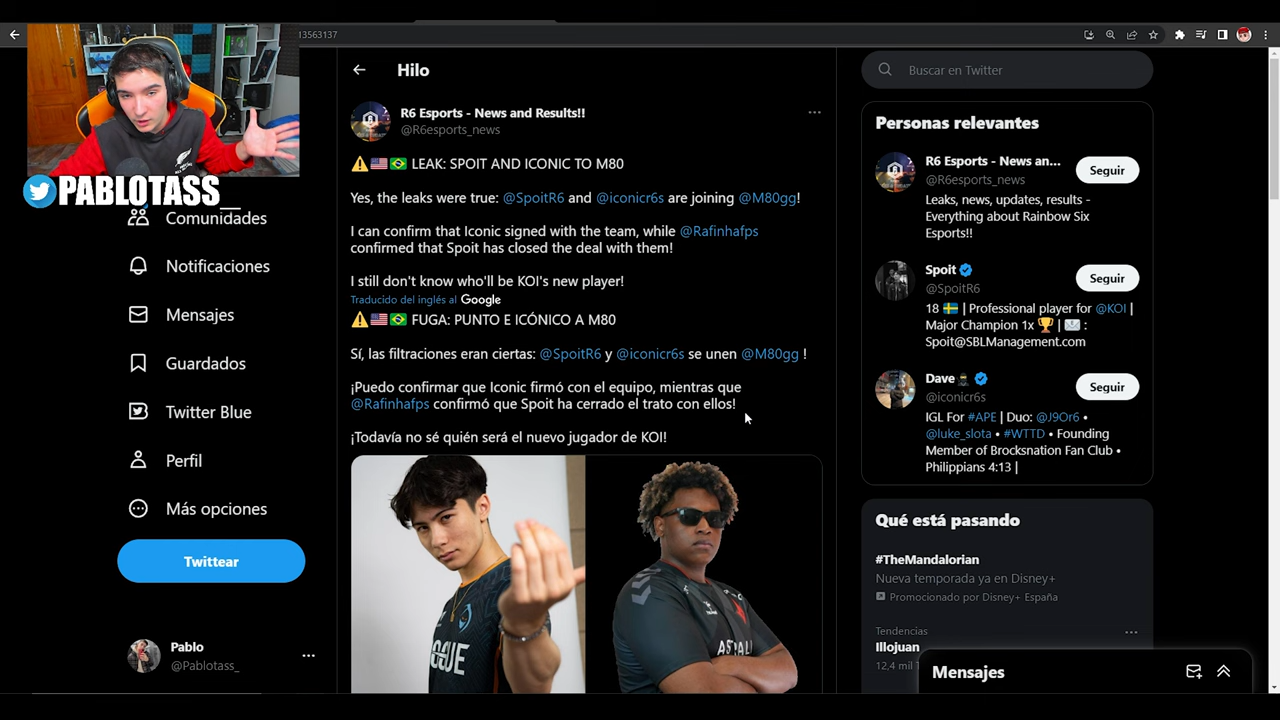 13563137
PABLOTASS_
Comunidades
Notificaciones
Mensajes
Guardados
Twitter Blue
Perfil
Más opciones
Twittear
Pablo
@Pablotass_
Hilo
R6 Esports - News and Results!!
@R6esports_news
LEAK: SPOIT AND ICONIC TO M80
Yes, the leaks were true: @SpoitR6 and @iconicr6s are joining @M80gg!
I can confirm that Iconic signed with the team, while @Rafinhafps
confirmed that Spoit has closed the deal with them!
I still don't know who'll be KOI's new player!
Traducido del inglés al Google
FUGA: PUNTO E ICÓNICO A M80
Sí, las filtraciones eran ciertas: @SpoitR6 y @iconicr6s se unen @M80gg !
¡Puedo confirmar que Iconic firmó con el equipo, mientras que
@Rafinhafps confirmó que Spoit ha cerrado el trato con ellos!
¡Todavía no sé quién será el nuevo jugador de KOI!
Buscar en Twitter
Personas relevantes
R6 Esports - News an...
@R6esports_news
Seguir
Leaks, news, updates, results -
Everything about Rainbow Six
Esports!!
Spoit
@SpoitR6
Seguir
18 | Professional player for @KOI |
Major Champion 1x | :
Spoit@SBLManagement.com
Dave
@iconicr6s
Seguir
IGL For #APE | Duo: @J9Or6 •
@luke_slota • #WTTD • Founding
Member of Brocksnation Fan Club •
Philippians 4:13 |
Qué está pasando
#TheMandalorian
Nueva temporada ya en Disney+
Promocionado por Disney+ España
Tendencias
Illojuan
12,4 mil T
Mensajes